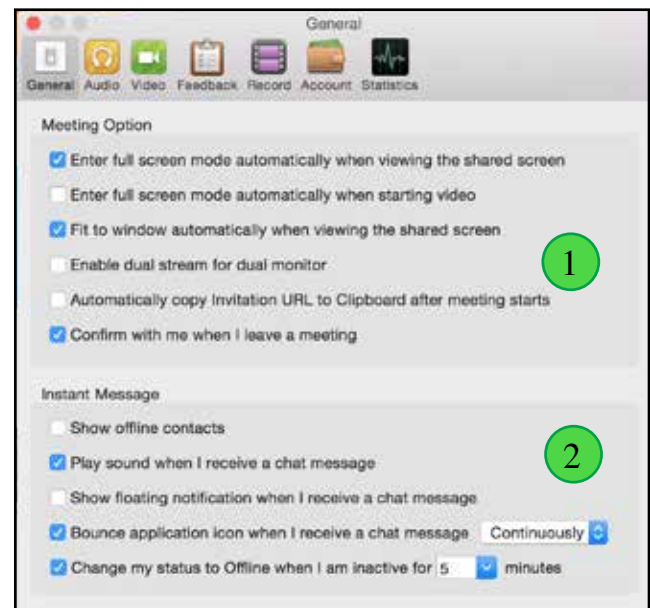 General
General Audio Video Feedback Record Account Statistics
Meeting Option
Enter full screen mode automatically when viewing the shared screen
Enter full screen mode automatically when starting video
Fit to window automatically when viewing the shared screen
Enable dual stream for dual monitor
1
Automatically copy Invitation URL to Clipboard after meeting starts
Confirm with me when I leave a meeting
Instant Message
Show offline contacts
2
Play sound when I receive a chat message
Show floating notification when I receive a chat message
Bounce application icon when I receive a chat message Continuously
Change my status to Offline when I am inactive for 5 minutes